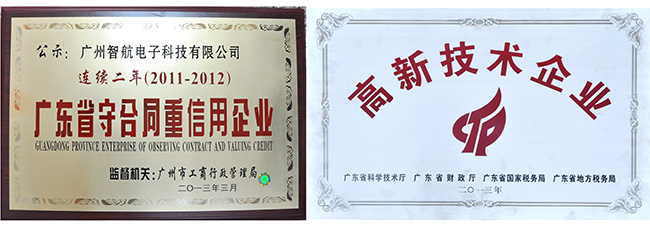 公示：广州智航电子科技有限公司
连续二年(2011-2012)
广东省守合同重信用企业
GUANGDONG PROVINCE ENTERPRISE OF OBSERVING CONTRACT AND VALUING CREDIT
监督机关：广州市工商行政管理局
二〇一三年三月
高新技术企业
广东省科学技术厅 广东省财政厅 广东省国家税务局 广东省地方税务局
二〇一三年